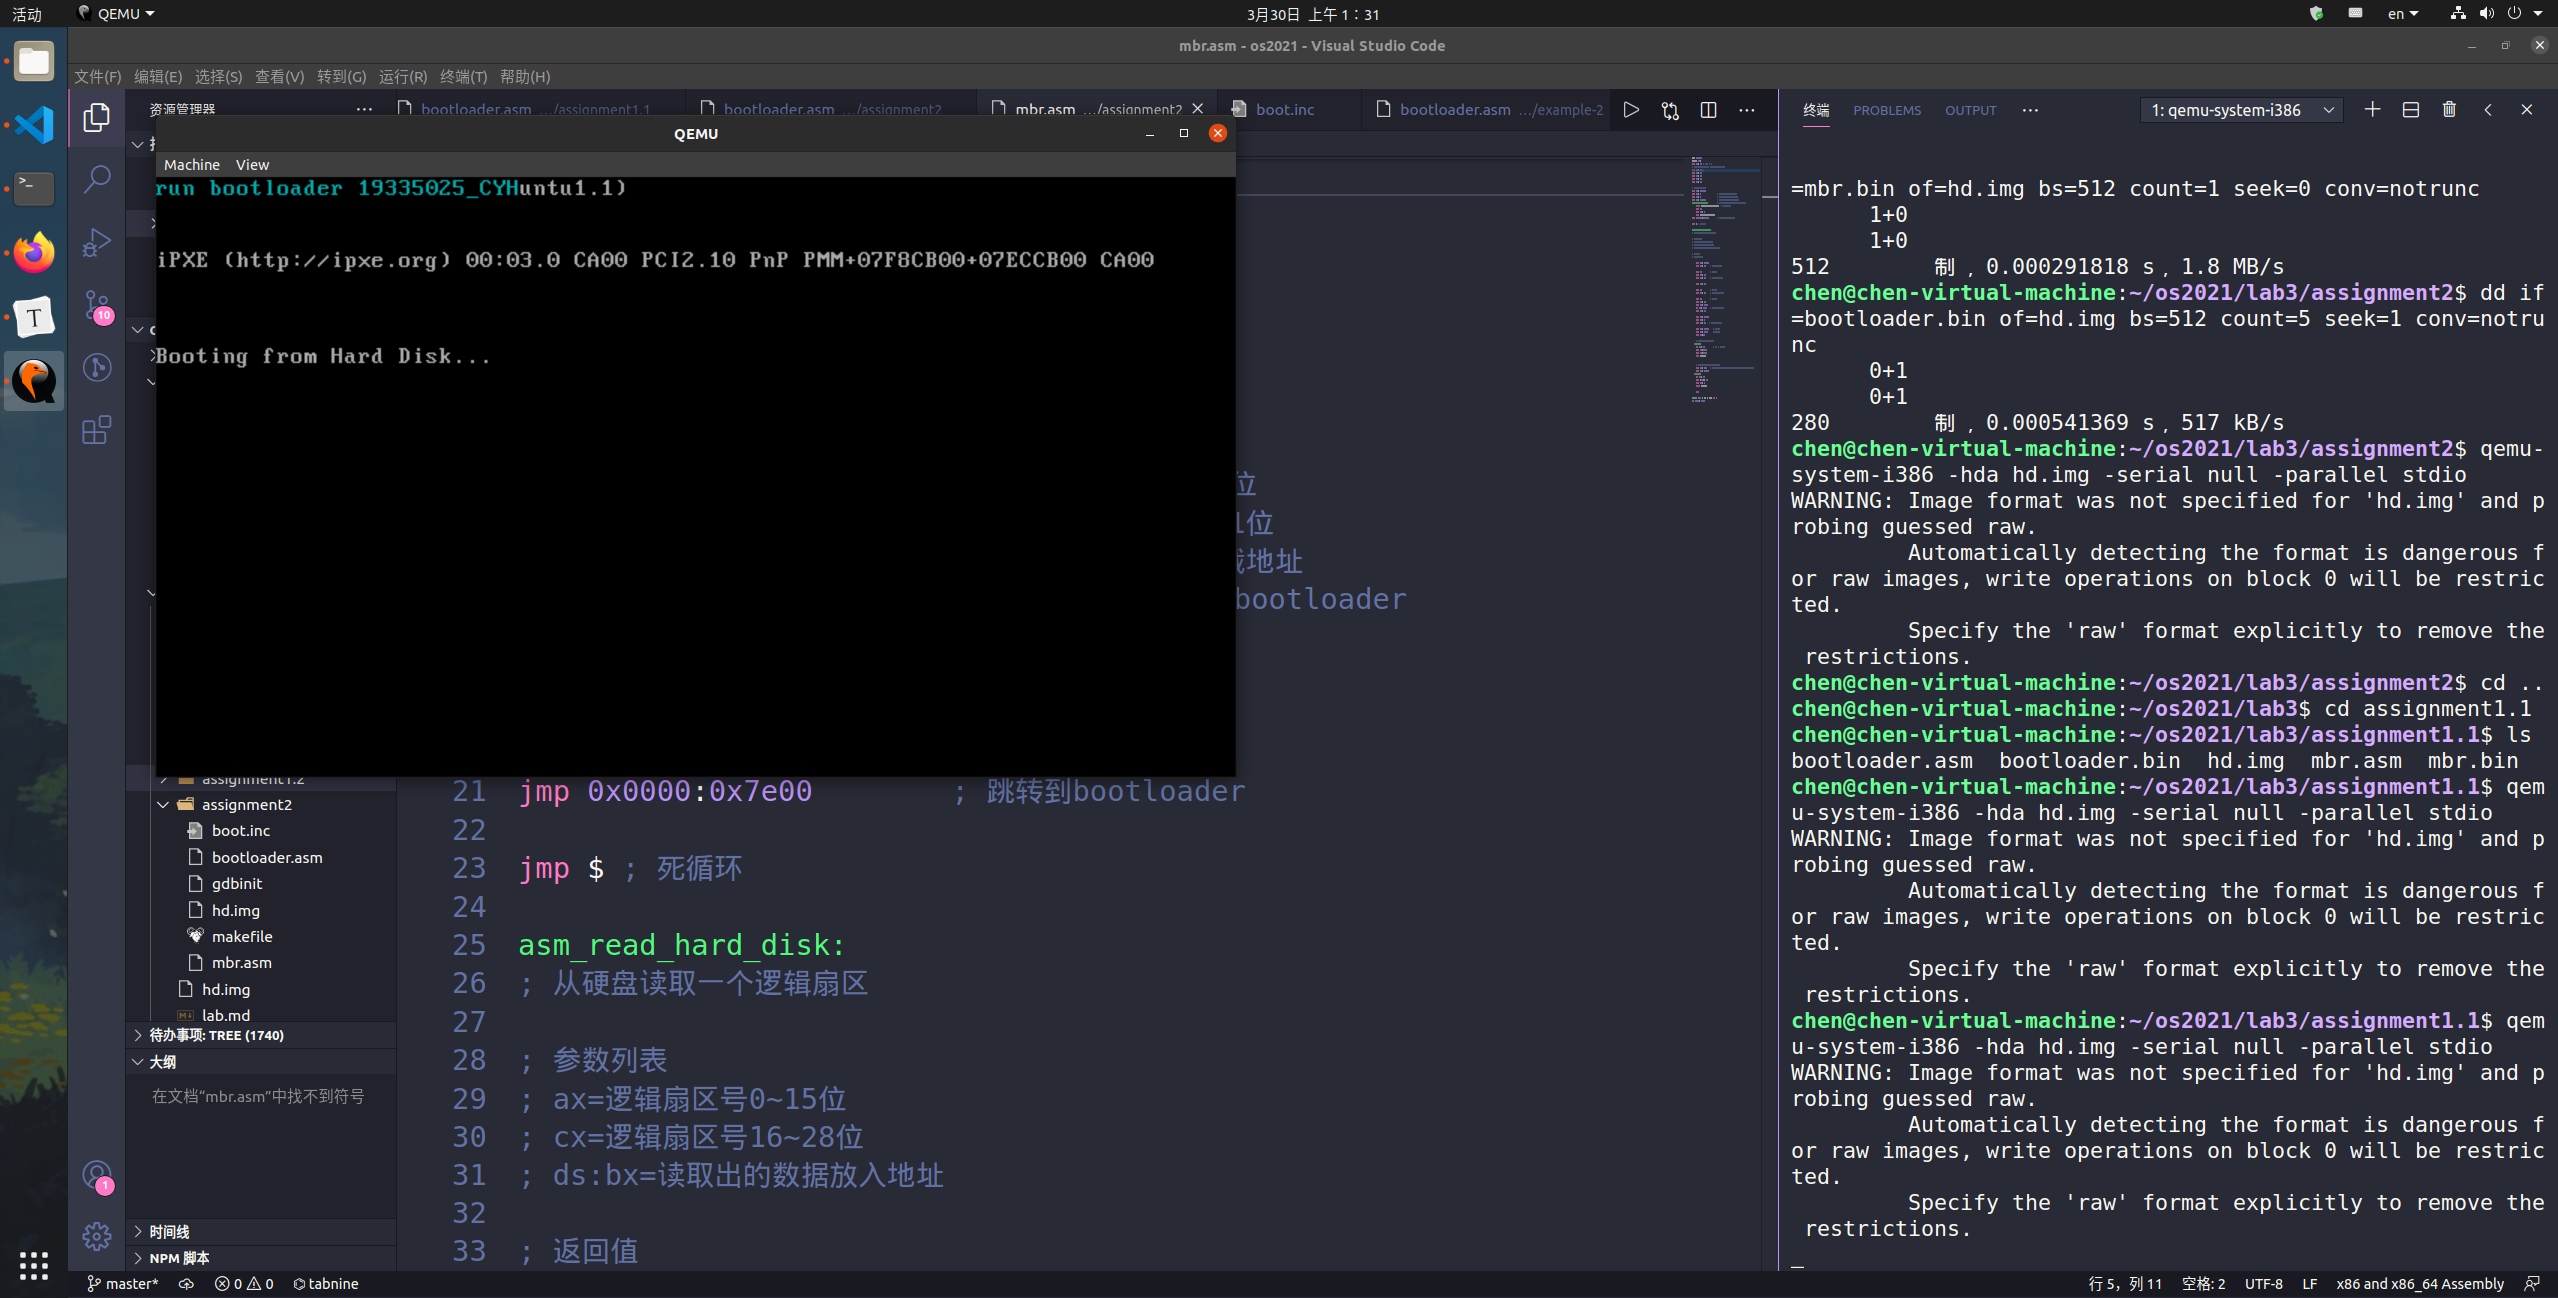 活动
QEMU
3月30日 上午 1：31
en
mbr.asm - os2021 - Visual Studio Code
文件(F) 编辑(E) 选择(S) 查看(V) 转到(G) 运行(R) 终端(T) 帮助(H)
资源管理器
bootloader.asm .../assignment1.1
bootloader.asm .../assignment2
mbr.asm .../assignment2
boot.inc
bootloader.asm .../example-2
QEMU
Machine View
run bootloader 19335025_CYHuntu1.1)
iPXE (http://ipxe.org) 00:03.0 CA00 PCI2.10 PnP PMM+07F8CB00+07ECCB00 CA00
Booting from Hard Disk...
10
位
1位
地址
bootloader
21 jmp 0x0000:0x7e00 ; 跳转到bootloader
22
23 jmp $ ; 死循环
24
25 asm_read_hard_disk:
26 ; 从硬盘读取一个逻辑扇区
27
28 ; 参数列表
29 ; ax=逻辑扇区号0~15位
30 ; cx=逻辑扇区号16~28位
31 ; ds:bx=读取出的数据放入地址
32
33 ; 返回值
assignment1.2
assignment2
boot.inc
bootloader.asm
gdbinit
hd.img
makefile
mbr.asm
hd.img
lab.md
待办事项: TREE (1740)
大纲
在文档“mbr.asm”中找不到符号
1
时间线
NPM 脚本
终端 PROBLEMS OUTPUT
1: qemu-system-i386
=mbr.bin of=hd.img bs=512 count=1 seek=0 conv=notrunc
1+0
1+0
512 制，0.000291818 s，1.8 MB/s
chen@chen-virtual-machine:~/os2021/lab3/assignment2$ dd if
=bootloader.bin of=hd.img bs=512 count=5 seek=1 conv=notru
nc
0+1
0+1
280 制，0.000541369 s，517 kB/s
chen@chen-virtual-machine:~/os2021/lab3/assignment2$ qemu-
system-i386 -hda hd.img -serial null -parallel stdio
WARNING: Image format was not specified for 'hd.img' and p
robing guessed raw.
Automatically detecting the format is dangerous f
or raw images, write operations on block 0 will be restric
ted.
Specify the 'raw' format explicitly to remove the
restrictions.
chen@chen-virtual-machine:~/os2021/lab3/assignment2$ cd ..
chen@chen-virtual-machine:~/os2021/lab3$ cd assignment1.1
chen@chen-virtual-machine:~/os2021/lab3/assignment1.1$ ls
bootloader.asm bootloader.bin hd.img mbr.asm mbr.bin
chen@chen-virtual-machine:~/os2021/lab3/assignment1.1$ qem
u-system-i386 -hda hd.img -serial null -parallel stdio
WARNING: Image format was not specified for 'hd.img' and p
robing guessed raw.
Automatically detecting the format is dangerous f
or raw images, write operations on block 0 will be restric
ted.
Specify the 'raw' format explicitly to remove the
restrictions.
chen@chen-virtual-machine:~/os2021/lab3/assignment1.1$ qem
u-system-i386 -hda hd.img -serial null -parallel stdio
WARNING: Image format was not specified for 'hd.img' and p
robing guessed raw.
Automatically detecting the format is dangerous f
or raw images, write operations on block 0 will be restric
ted.
Specify the 'raw' format explicitly to remove the
restrictions.
master* 0 0 tabnine
行 5，列 11 空格: 2 UTF-8 LF x86 and x86_64 Assembly